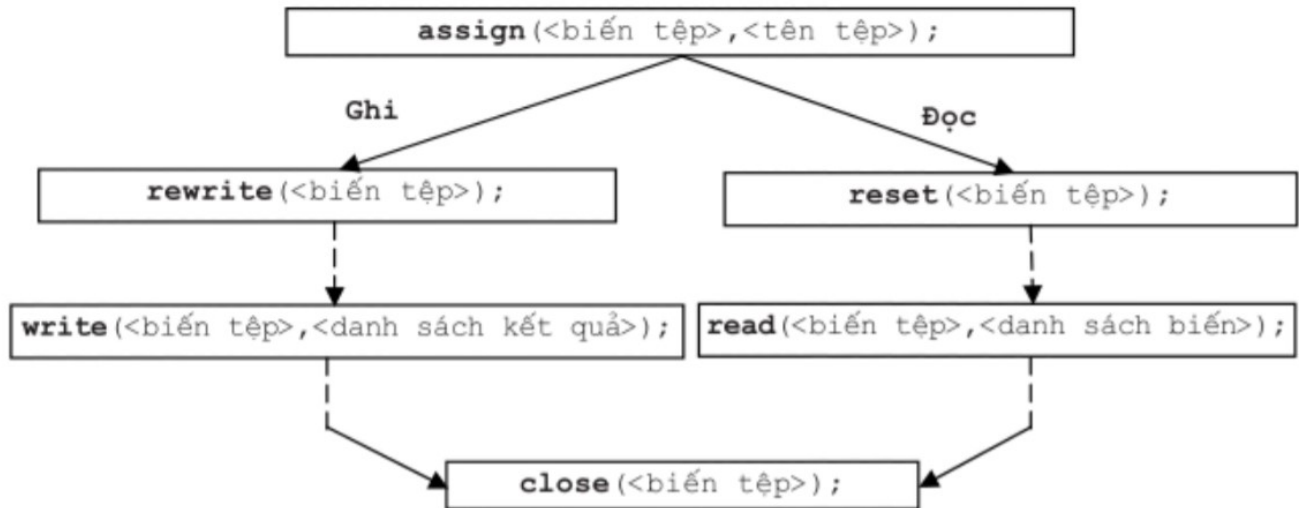 assign(<biến tệp>,<tên tệp>);
Ghi
Đọc
rewrite(<biến tệp>);
reset(<biến tệp>);
write(<biến tệp>,<danh sách kết quả>);
read(<biến tệp>,<danh sách biến>);
close(<biến tệp>);